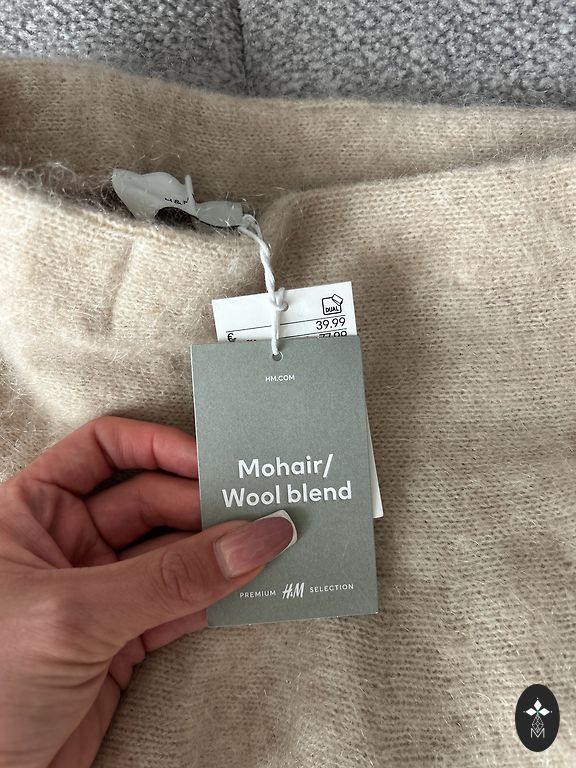 H & M
DUAL
39.99
€
HM.COM
Mohair/
Wool blend
PREMIUM H&M SELECTION
M